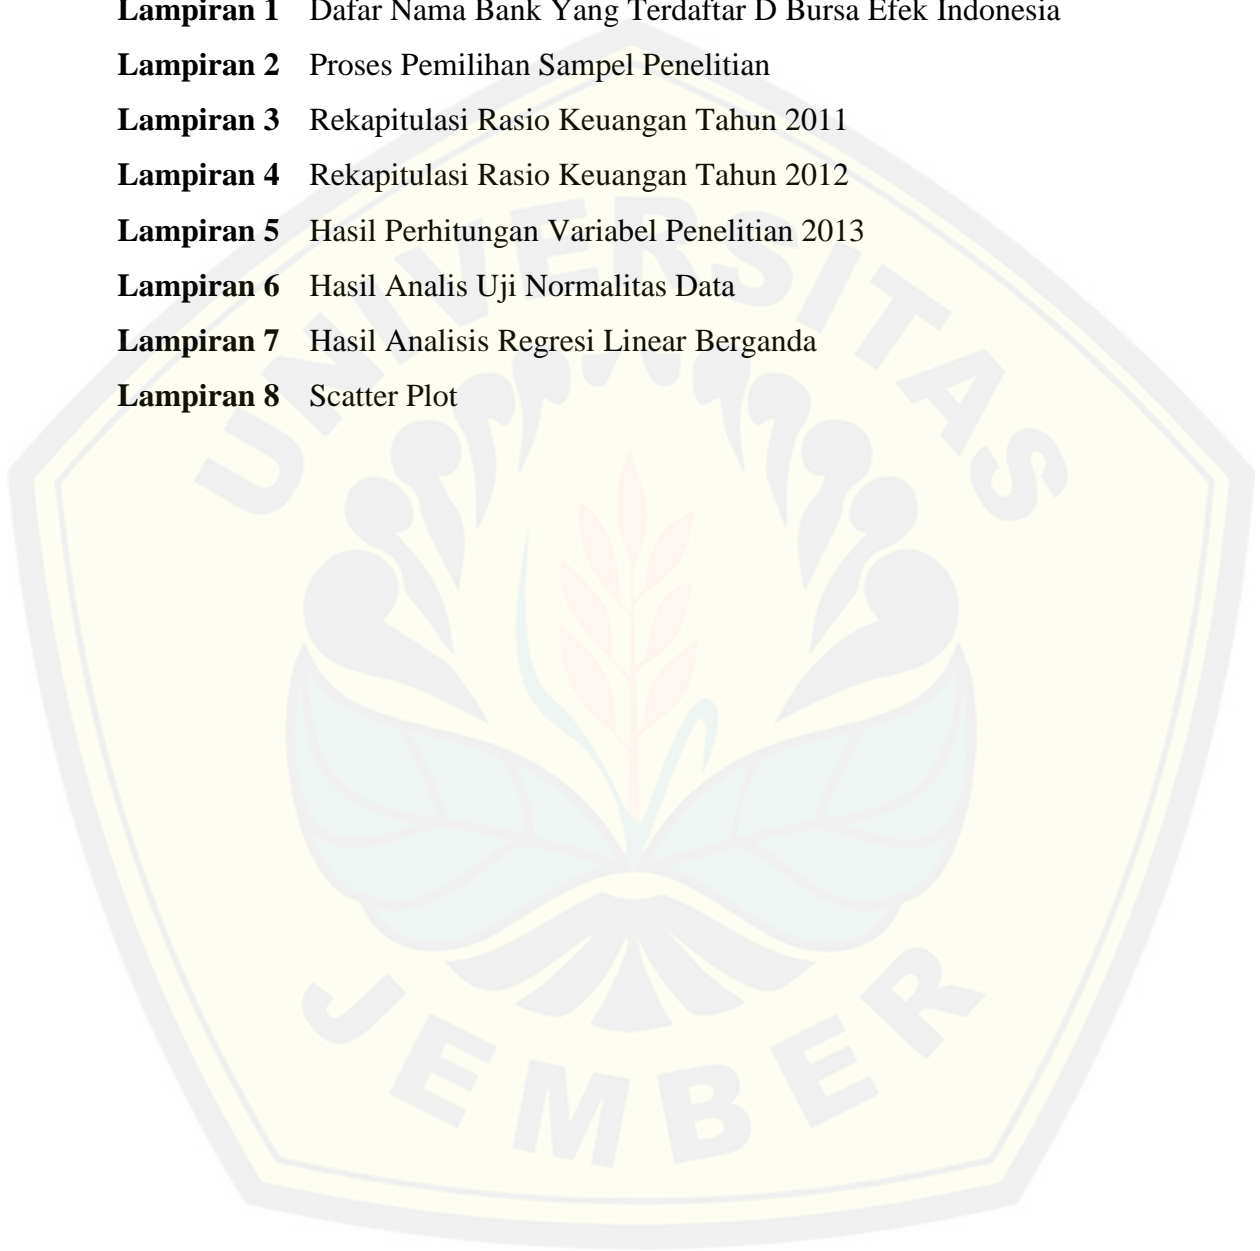 Lampiran 1 Dafar Nama Bank Yang Terdaftar D Bursa Efek Indonesia
Lampiran 2 Proses Pemilihan Sampel Penelitian
Lampiran 3 Rekapitulasi Rasio Keuangan Tahun 2011
Lampiran 4 Rekapitulasi Rasio Keuangan Tahun 2012
Lampiran 5 Hasil Perhitungan Variabel Penelitian 2013
Lampiran 6 Hasil Analis Uji Normalitas Data
Lampiran 7 Hasil Analisis Regresi Linear Berganda
Lampiran 8 Scatter Plot
UNIVERSITAS
JEMBER